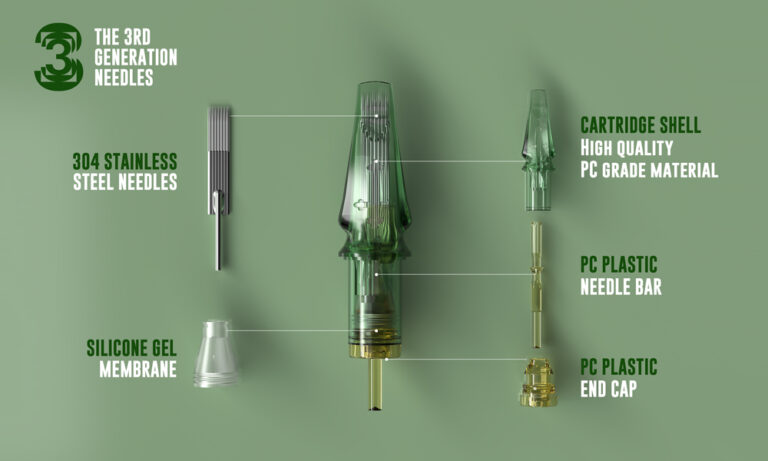 3
THE 3RD
GENERATION
NEEDLES
304 STAINLESS
STEEL NEEDLES
SILICONE GEL
MEMBRANE
CARTRIDGE SHELL
HIGH QUALITY
PC GRADE MATERIAL
PC PLASTIC
NEEDLE BAR
PC PLASTIC
END CAP